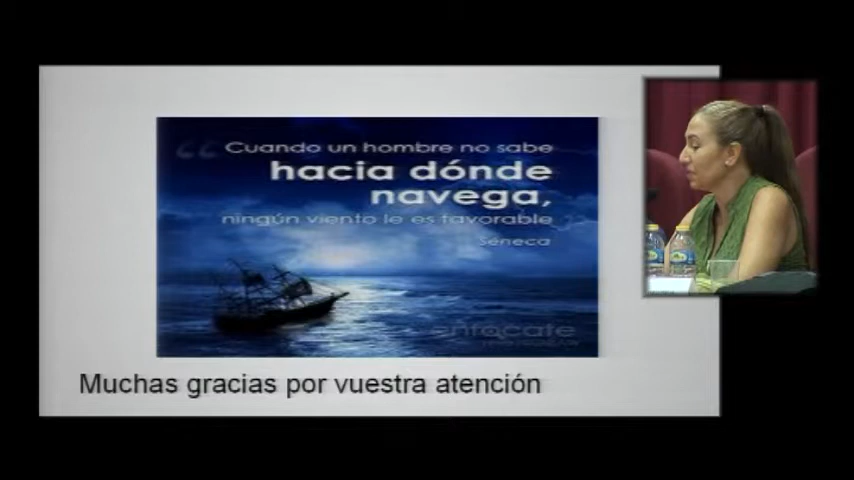 “ Cuando un hombre no sabe
hacia dónde
navega,
ningún viento le es favorable
Séneca
enfócate
Muchas gracias por vuestra atención